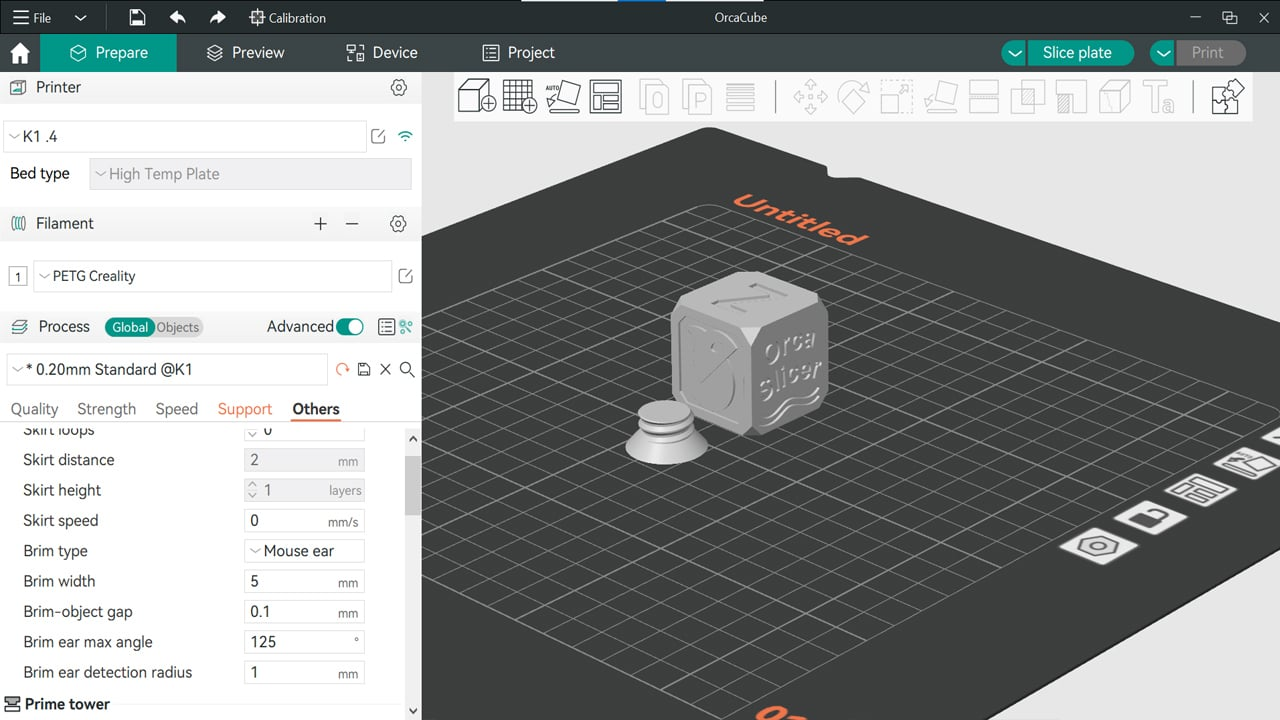 File
Calibration
OrcaCube
Prepare
Preview
Device
Project
Slice plate
Print
Printer
K1 .4
Bed type
High Temp Plate
Filament
1
PETG Creality
Process
Global
Objects
Advanced
* 0.20mm Standard @K1
Quality
Strength
Speed
Support
Others
Skirt loops 0
Skirt distance 2 mm
Skirt height 1 layers
Skirt speed 0 mm/s
Brim type Mouse ear
Brim width 5 mm
Brim-object gap 0.1 mm
Brim ear max angle 125 °
Brim ear detection radius 1 mm
Prime tower
AUTO
0
P
Ta
Untitled
Orca
slicer